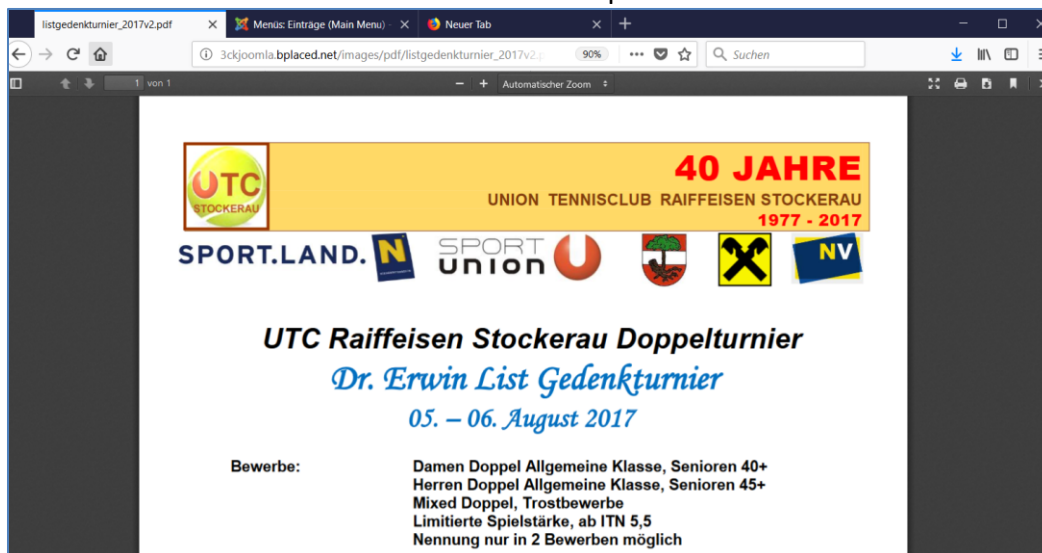 listgedenkturnier_2017v2.pdf
Menüs: Einträge (Main Menu) -
Neuer Tab
3ckjoomla.bplaced.net/images/pdf/listgedenkturnier_2017v2.p
90%
Suchen
1 von 1
Automatischer Zoom
UTC
STOCKERAU
40 JAHRE
UNION TENNISCLUB RAIFFEISEN STOCKERAU
1977 - 2017
SPORT.LAND. N
SPORT
UNION U
NV
UTC Raiffeisen Stockerau Doppelturnier
Dr. Erwin List Gedenkturnier
05. – 06. August 2017
Bewerbe: Damen Doppel Allgemeine Klasse, Senioren 40+
Herren Doppel Allgemeine Klasse, Senioren 45+
Mixed Doppel, Trostbewerbe
Limitierte Spielstärke, ab ITN 5,5
Nennung nur in 2 Bewerben möglich